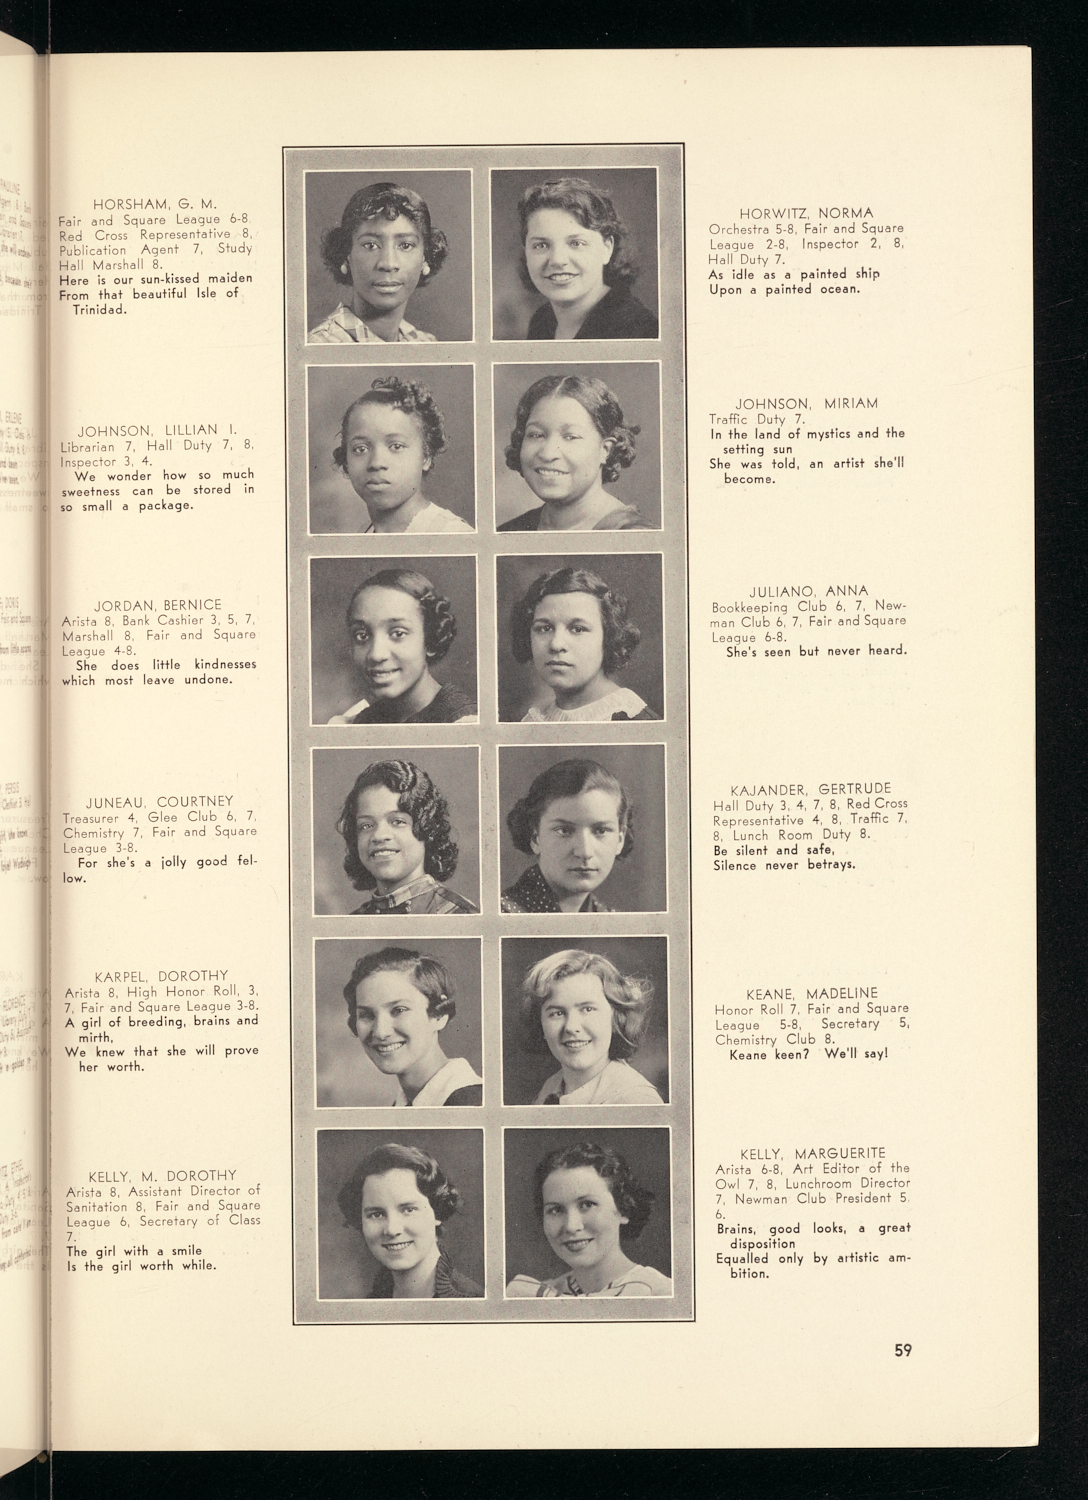 HORSHAM, G. M.
Fair and Square League 6-8.
Red Cross Representative 8,
Publication Agent 7, Study
Hall Marshall 8.
Here is our sun-kissed maiden
From that beautiful Isle of
Trinidad.
HORWITZ, NORMA
Orchestra 5-8, Fair and Square
League 2-8, Inspector 2, 8,
Hall Duty 7.
As idle as a painted ship
Upon a painted ocean.
JOHNSON, LILLIAN I.
Librarian 7, Hall Duty 7, 8,
Inspector 3, 4.
We wonder how so much
sweetness can be stored in
so small a package.
JOHNSON, MIRIAM
Traffic Duty 7.
In the land of mystics and the
setting sun
She was told, an artist she'll
become.
JORDAN, BERNICE
Arista 8, Bank Cashier 3, 5, 7,
Marshall 8, Fair and Square
League 4-8.
She does little kindnesses
which most leave undone.
JULIANO, ANNA
Bookkeeping Club 6, 7, New-
man Club 6, 7, Fair and Square
League 6-8.
She's seen but never heard.
JUNEAU, COURTNEY
Treasurer 4, Glee Club 6, 7,
Chemistry 7, Fair and Square
League 3-8.
For she's a jolly good fel-
low.
KAJANDER, GERTRUDE
Hall Duty 3, 4, 7, 8, Red Cross
Representative 4, 8, Traffic 7,
8, Lunch Room Duty 8.
Be silent and safe,
Silence never betrays.
KARPEL, DOROTHY
Arista 8, High Honor Roll, 3,
7, Fair and Square League 3-8.
A girl of breeding, brains and
mirth,
We knew that she will prove
her worth.
KEANE, MADELINE
Honor Roll 7, Fair and Square
League 5-8, Secretary 5,
Chemistry Club 8.
Keane keen? We'll say!
KELLY, M. DOROTHY
Arista 8, Assistant Director of
Sanitation 8, Fair and Square
League 6, Secretary of Class
7.
The girl with a smile
Is the girl worth while.
KELLY, MARGUERITE
Arista 6-8, Art Editor of the
Owl 7, 8, Lunchroom Director
7, Newman Club President 5,
6.
Brains, good looks, a great
disposition
Equalled only by artistic am-
bition.
59